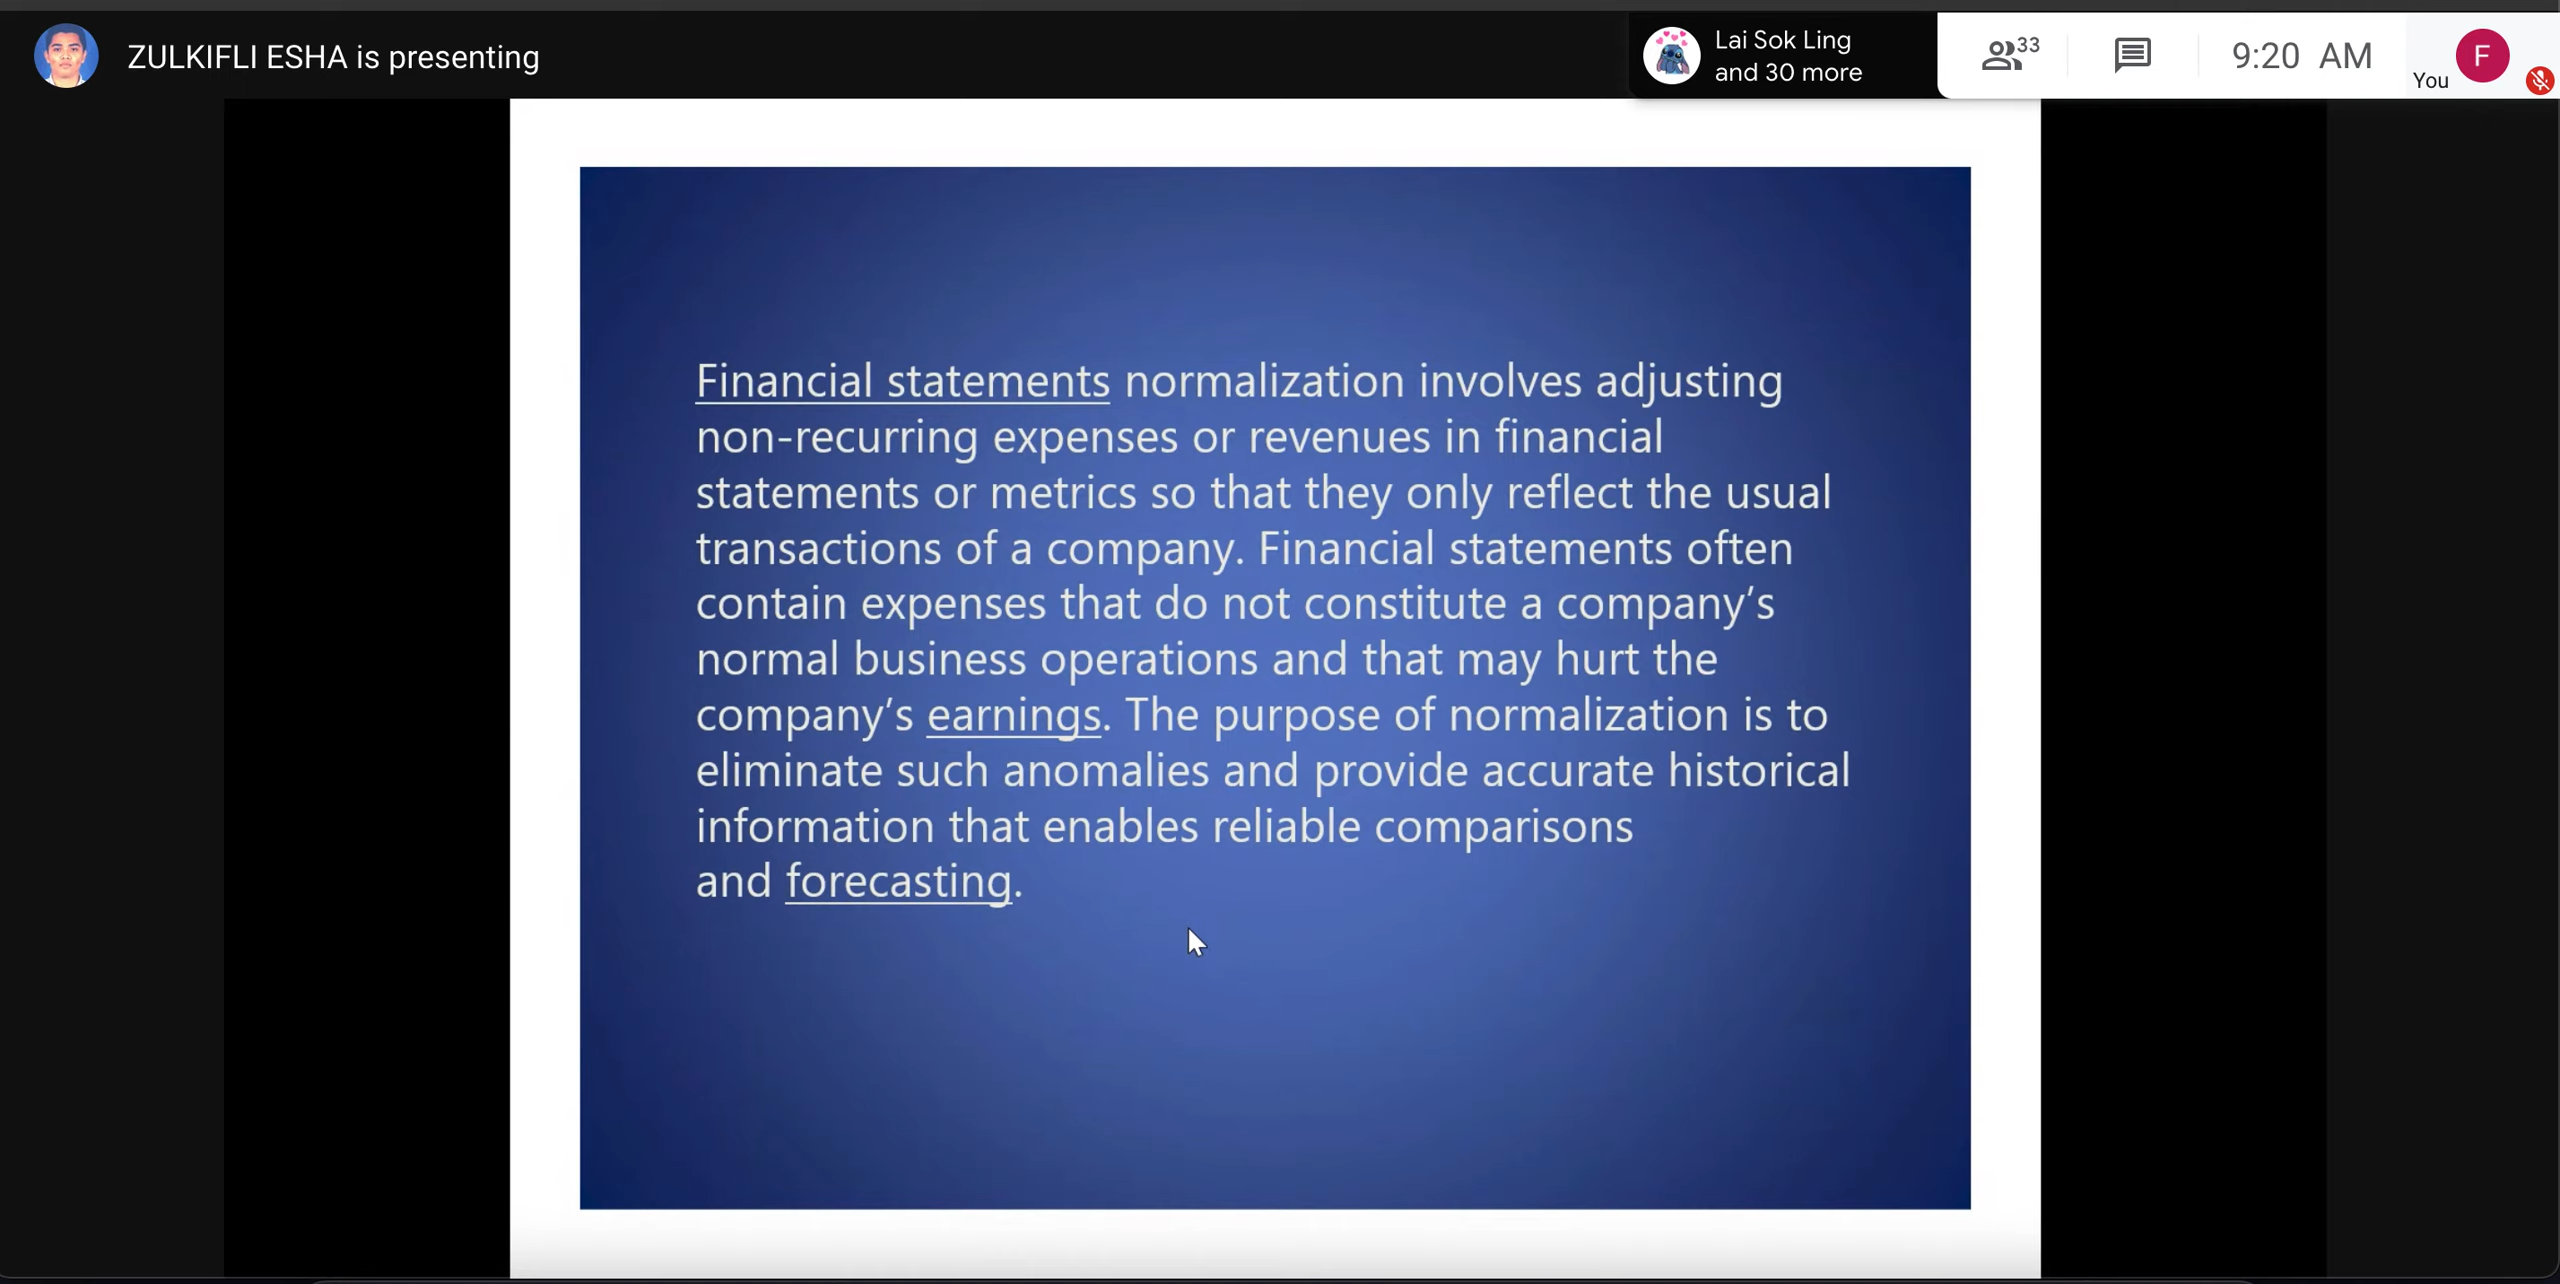 ZULKIFLI ESHA is presenting
Lai Sok Ling
and 30 more
33
9:20 AM
You
F
Financial statements normalization involves adjusting
non-recurring expenses or revenues in financial
statements or metrics so that they only reflect the usual
transactions of a company. Financial statements often
contain expenses that do not constitute a company’s
normal business operations and that may hurt the
company’s earnings. The purpose of normalization is to
eliminate such anomalies and provide accurate historical
information that enables reliable comparisons
and forecasting.